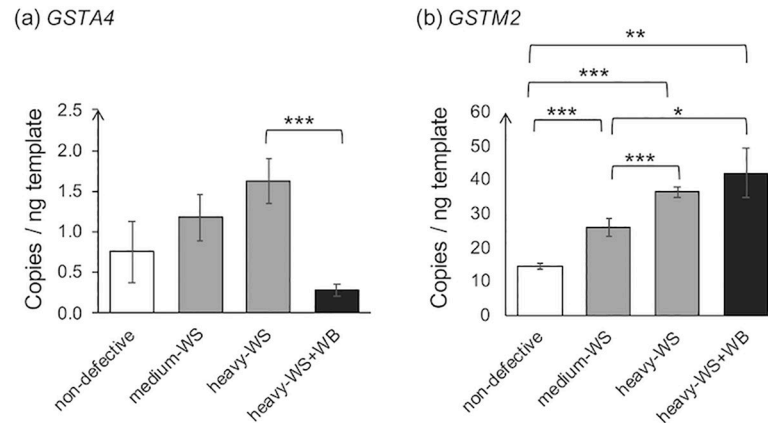 (a) GSTA4
(b) GSTM2
Copies / ng template
2.5
2.0
1.5
1.0
0.5
0.0
***
non-defective
medium-WS
heavy-WS
heavy-WS+WB
Copies / ng template
60
50
40
30
20
10
0
**
***
***
*
***
non-defective
medium-WS
heavy-WS
heavy-WS+WB